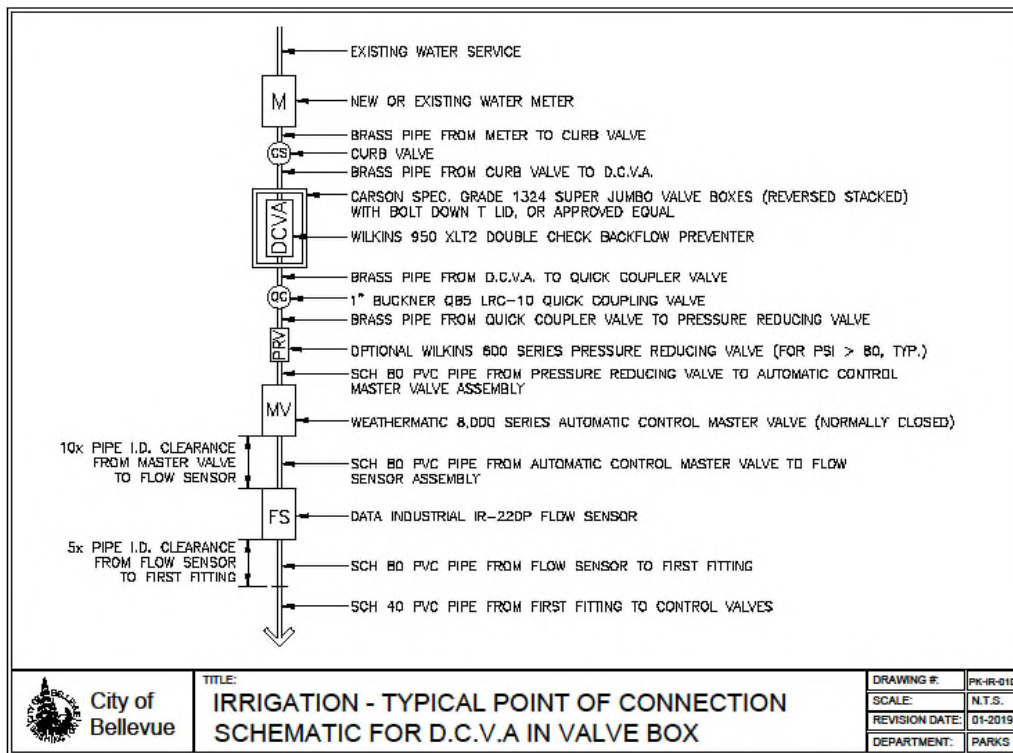 EXISTING WATER SERVICE
M
NEW OR EXISTING WATER METER
BRASS PIPE FROM METER TO CURB VALVE
CS
CURB VALVE
BRASS PIPE FROM CURB VALVE TO D.C.V.A.
CARSON SPEC. GRADE 1324 SUPER JUMBO VALVE BOXES (REVERSED STACKED)
WITH BOLT DOWN T LID, OR APPROVED EQUAL
DCVA
WILKINS 950 XLT2 DOUBLE CHECK BACKFLOW PREVENTER
BRASS PIPE FROM D.C.V.A. TO QUICK COUPLER VALVE
QC
1" BUCKNER QB5 LRC-10 QUICK COUPLING VALVE
BRASS PIPE FROM QUICK COUPLER VALVE TO PRESSURE REDUCING VALVE
PRV
OPTIONAL WILKINS 600 SERIES PRESSURE REDUCING VALVE (FOR PSI > 80, TYP.)
SCH 80 PVC PIPE FROM PRESSURE REDUCING VALVE TO AUTOMATIC CONTROL
MASTER VALVE ASSEMBLY
MV
WEATHERMATIC 8,000 SERIES AUTOMATIC CONTROL MASTER VALVE (NORMALLY CLOSED)
10x PIPE I.D. CLEARANCE
FROM MASTER VALVE
TO FLOW SENSOR
SCH 80 PVC PIPE FROM AUTOMATIC CONTROL MASTER VALVE TO FLOW
SENSOR ASSEMBLY
FS
DATA INDUSTRIAL IR-220P FLOW SENSOR
5x PIPE I.D. CLEARANCE
FROM FLOW SENSOR
TO FIRST FITTING
SCH 80 PVC PIPE FROM FLOW SENSOR TO FIRST FITTING
SCH 40 PVC PIPE FROM FIRST FITTING TO CONTROL VALVES
CITY OF BELLEVUE
WASHINGTON
City of
Bellevue
TITLE:
IRRIGATION - TYPICAL POINT OF CONNECTION
SCHEMATIC FOR D.C.V.A IN VALVE BOX
DRAWING #:
SCALE: N.T.S.
REVISION DATE: 01-2019
DEPARTMENT: PARKS